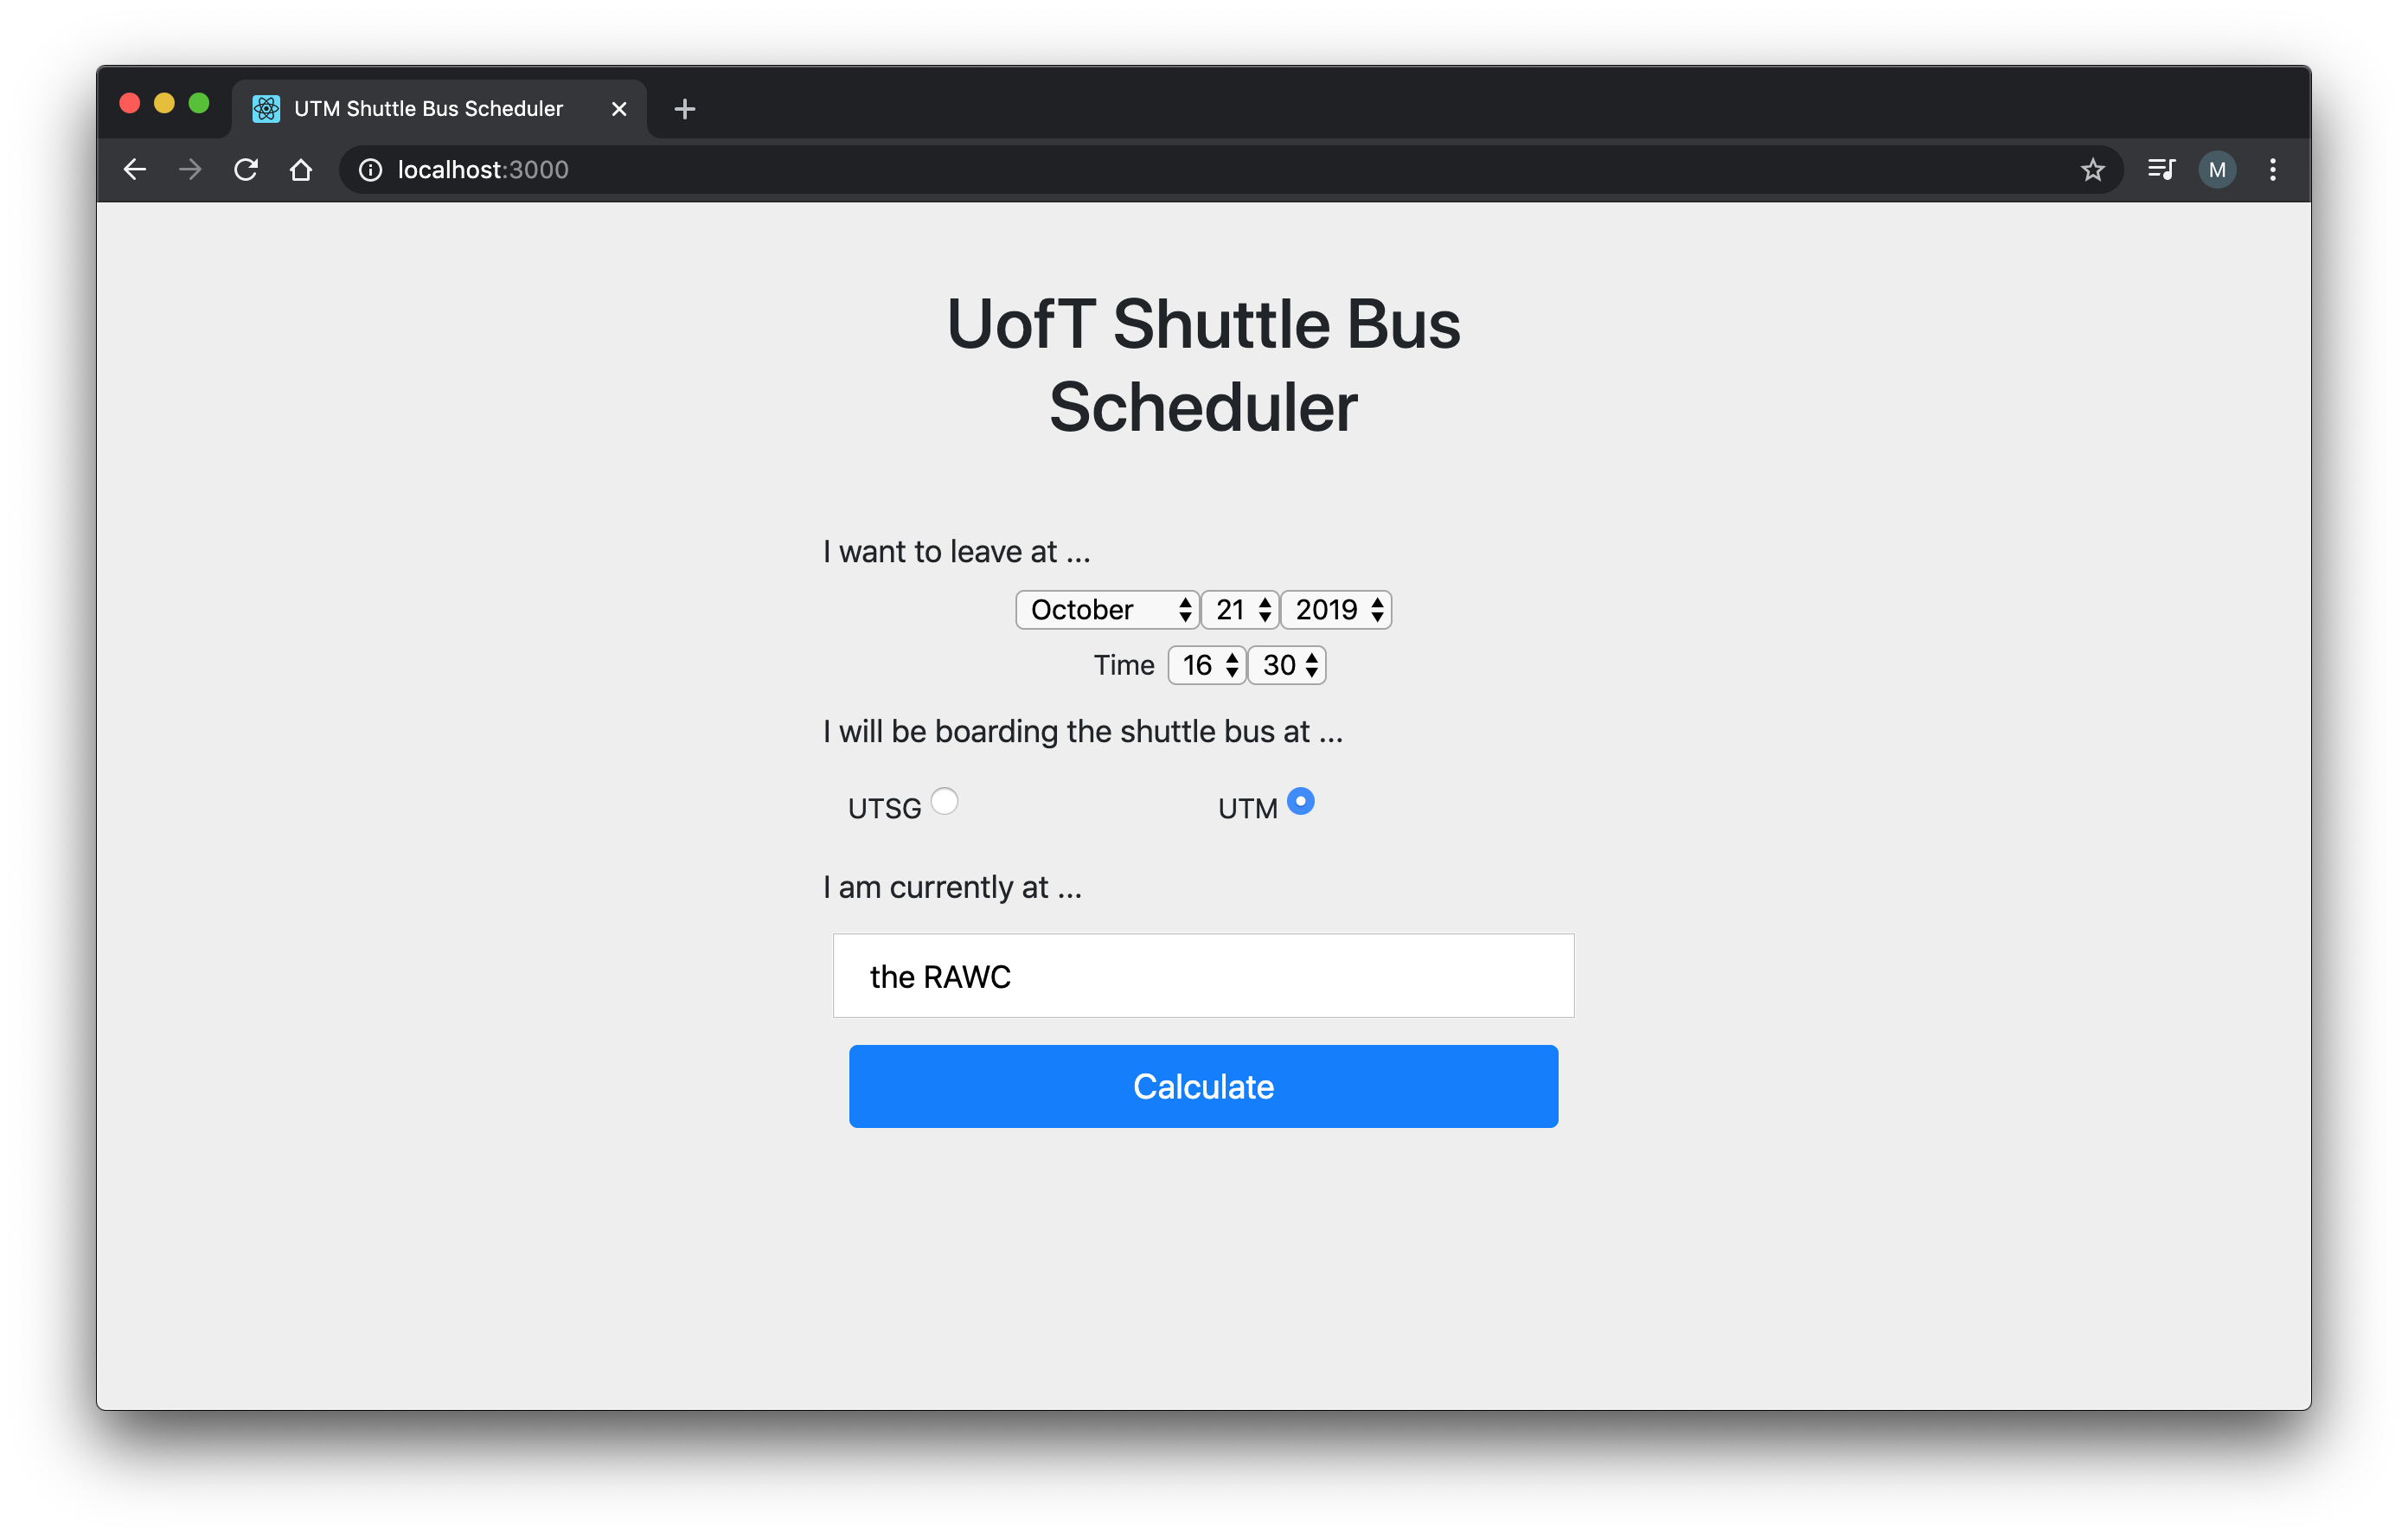 UTM Shuttle Bus Scheduler
localhost:3000
M
UofT Shuttle Bus
Scheduler
I want to leave at ...
October 21 2019
Time 16 30
I will be boarding the shuttle bus at ...
UTSG UTM
I am currently at ...
the RAWC
Calculate